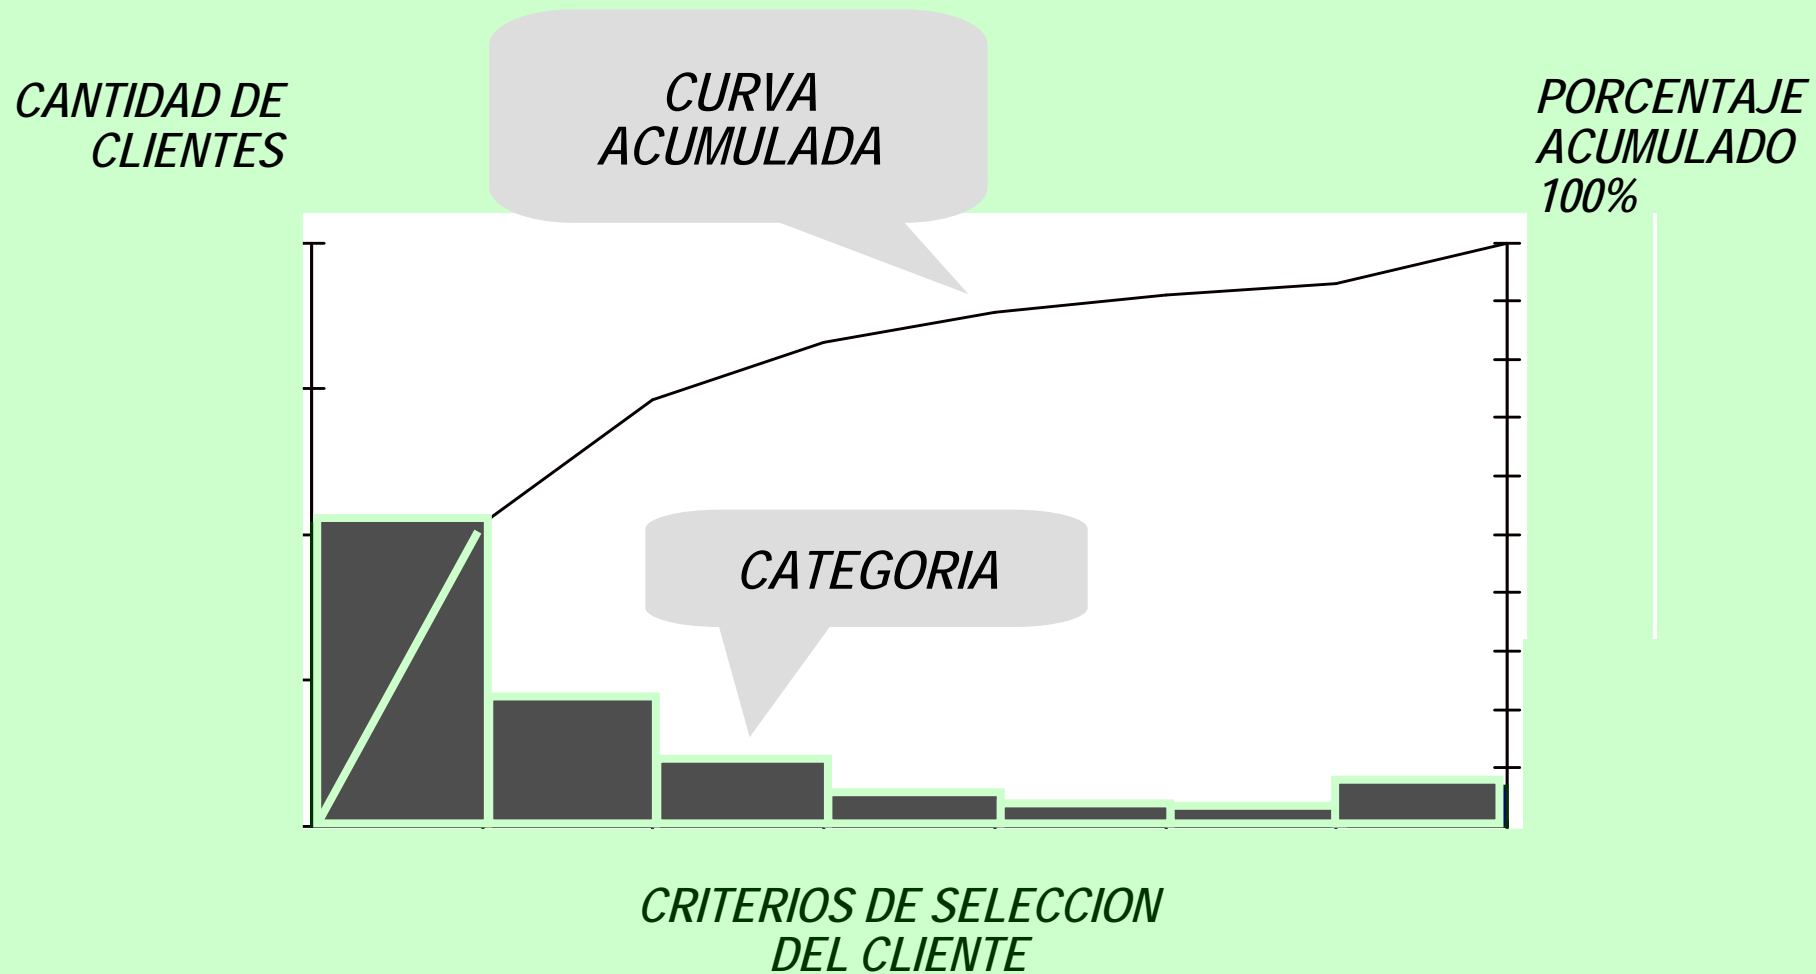 CURVA
ACUMULADA
CANTIDAD DE
CLIENTES
PORCENTAJE
ACUMULADO
100%
CATEGORIA
CRITERIOS DE SELECCION
DEL CLIENTE